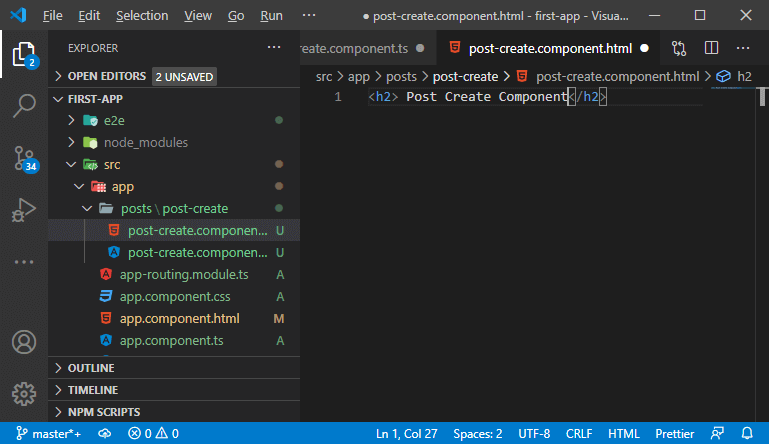 File Edit Selection View Go Run ··· ● post-create.component.html - first-app - Visua...
EXPLORER ···
reate.component.ts ● post-create.component.html ● ···
src > app > posts > post-create > post-create.component.html > h2
2
OPEN EDITORS 2 UNSAVED
1 <h2> Post Create Component</h2>
FIRST-APP
e2e
node_modules
34
src
app
posts \ post-create
post-create.componen... U
post-create.componen... U
app-routing.module.ts A
app.component.css A
app.component.html M
app.component.ts A
OUTLINE
TIMELINE
NPM SCRIPTS
master*+ 0 0 Ln 1, Col 27 Spaces: 2 UTF-8 CRLF HTML Prettier